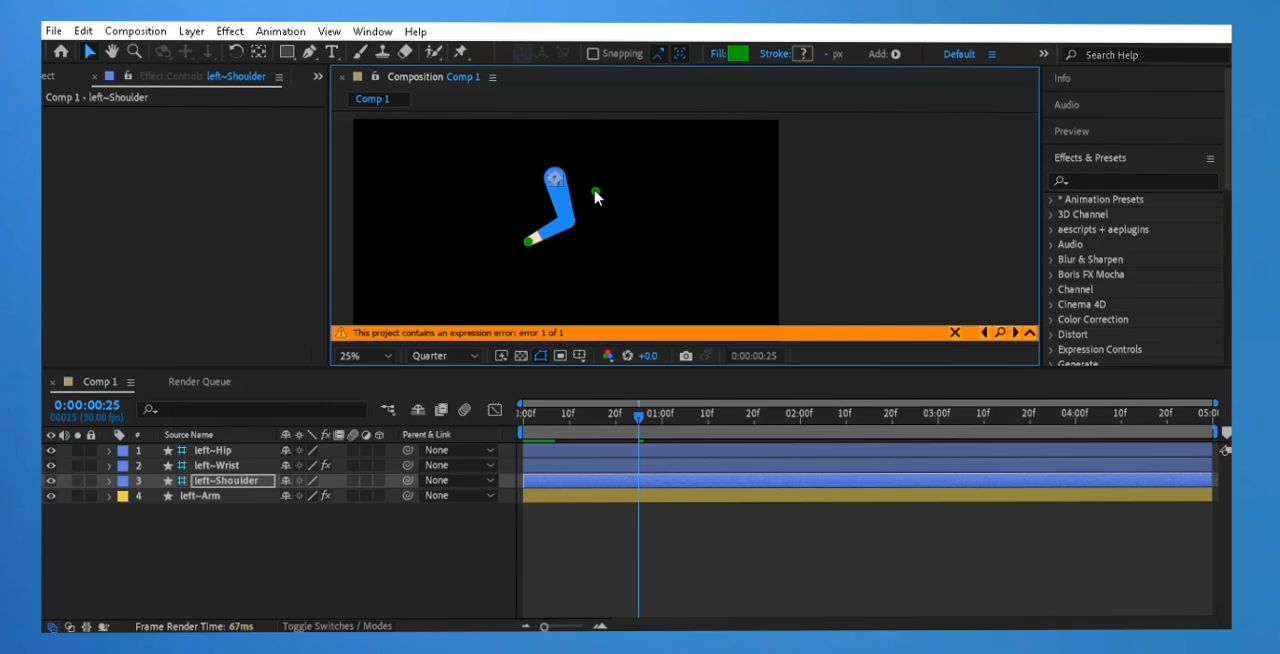 File Edit Composition Layer Effect Animation View Window Help
Snapping Fill: Stroke: ? - px Add: Default » Search Help
ect × Effect Controls left~Shoulder » × Composition Comp 1 Info
Comp 1 • left~Shoulder Comp 1 Audio
Preview
Effects & Presets
* Animation Presets
3D Channel
aescripts + aeplugins
Audio
Blur & Sharpen
Boris FX Mocha
Channel
Cinema 4D
Color Correction
Distort
Expression Controls
Generate
This project contains an expression error: error 1 of 1
25% Quarter +0.0 0:00:00:25
× Comp 1 Render Queue
0:00:00:25
00025 (30.00 fps)
:00f 10f 20f 01:00f 10f 20f 02:00f 10f 20f 03:00f 10f 20f 04:00f 10f 20f 05:0
# Source Name fx Parent & Link
1 left~Hip None
2 left~Wrist fx None
3 left~Shoulder None
4 left~Arm fx None
Frame Render Time: 67ms Toggle Switches / Modes